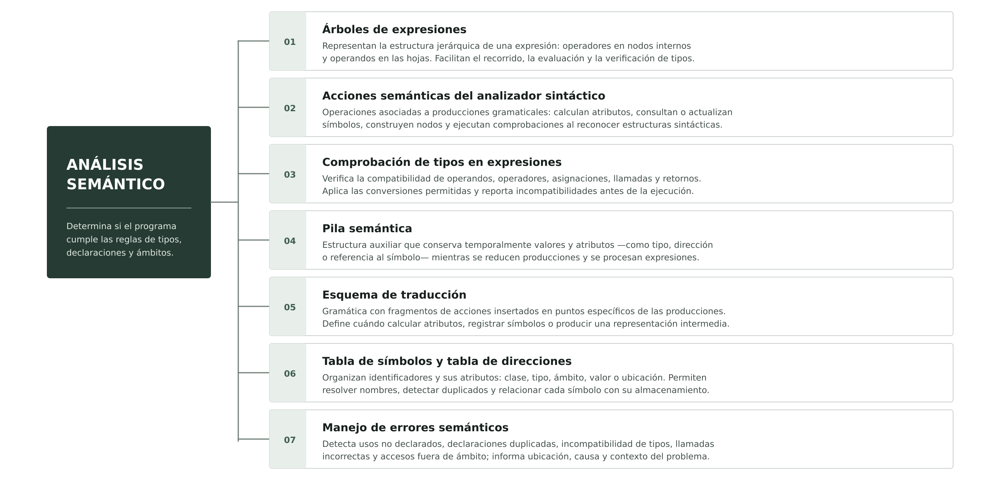 ANÁLISIS
SEMÁNTICO
Determina si el programa
cumple las reglas de tipos,
declaraciones y ámbitos.
01
Árboles de expresiones
Representan la estructura jerárquica de una expresión: operadores en nodos internos
y operandos en las hojas. Facilitan el recorrido, la evaluación y la verificación de tipos.
02
Acciones semánticas del analizador sintáctico
Operaciones asociadas a producciones gramaticales: calculan atributos, consultan o actualizan
símbolos, construyen nodos y ejecutan comprobaciones al reconocer estructuras sintácticas.
03
Comprobación de tipos en expresiones
Verifica la compatibilidad de operandos, operadores, asignaciones, llamadas y retornos.
Aplica las conversiones permitidas y reporta incompatibilidades antes de la ejecución.
04
Pila semántica
Estructura auxiliar que conserva temporalmente valores y atributos —como tipo, dirección
o referencia al símbolo— mientras se reducen producciones y se procesan expresiones.
05
Esquema de traducción
Gramática con fragmentos de acciones insertados en puntos específicos de las producciones.
Define cuándo calcular atributos, registrar símbolos o producir una representación intermedia.
06
Tabla de símbolos y tabla de direcciones
Organizan identificadores y sus atributos: clase, tipo, ámbito, valor o ubicación. Permiten
resolver nombres, detectar duplicados y relacionar cada símbolo con su almacenamiento.
07
Manejo de errores semánticos
Detecta usos no declarados, declaraciones duplicadas, incompatibilidad de tipos, llamadas
incorrectas y accesos fuera de ámbito; informa ubicación, causa y contexto del problema.